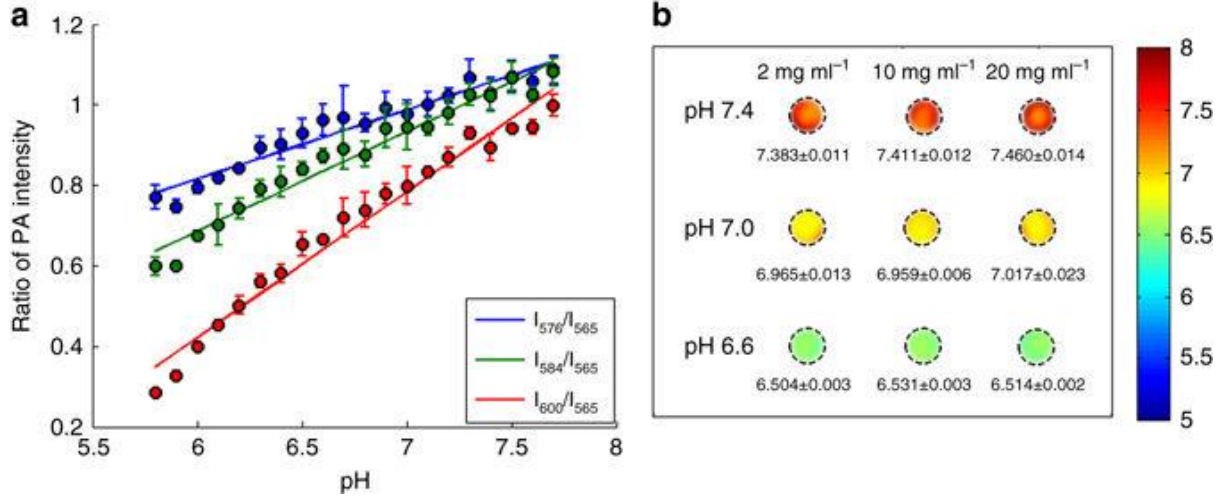 a
Ratio of PA intensity
1.2
1
0.8
0.6
0.4
0.2
5.5 6 6.5 7 7.5 8
pH
I576/I565
I584/I565
I600/I565
b
2 mg ml⁻¹ 10 mg ml⁻¹ 20 mg ml⁻¹
pH 7.4
7.383±0.011 7.411±0.012 7.460±0.014
pH 7.0
6.965±0.013 6.959±0.006 7.017±0.023
pH 6.6
6.504±0.003 6.531±0.003 6.514±0.002
8
7.5
7
6.5
6
5.5
5